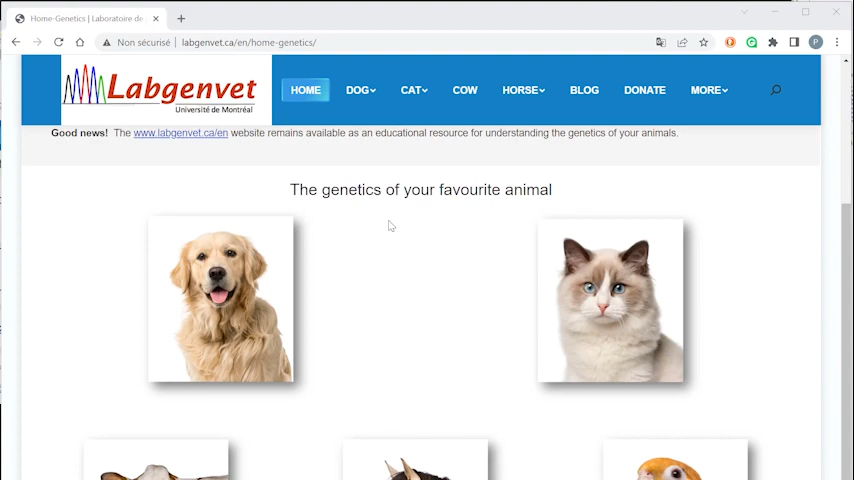 Home-Genetics | Laboratoire de
Non sécurisé | labgenvet.ca/en/home-genetics/
P
Labgenvet
Université de Montréal
HOME DOG CAT COW HORSE BLOG DONATE MORE
Good news! The www.labgenvet.ca/en website remains available as an educational resource for understanding the genetics of your animals.
The genetics of your favourite animal